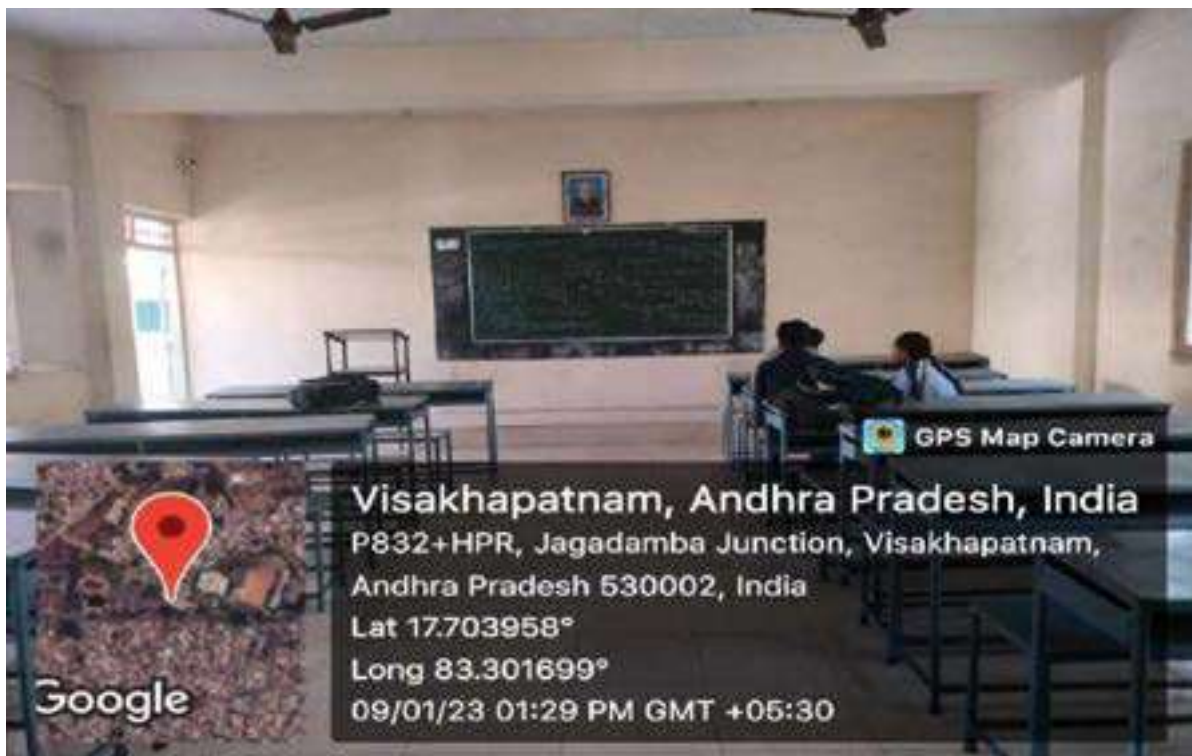 GPS Map Camera
Visakhapatnam, Andhra Pradesh, India
P832+HPR, Jagadamba Junction, Visakhapatnam,
Andhra Pradesh 530002, India
Lat 17.703958°
Long 83.301699°
09/01/23 01:29 PM GMT +05:30
Google